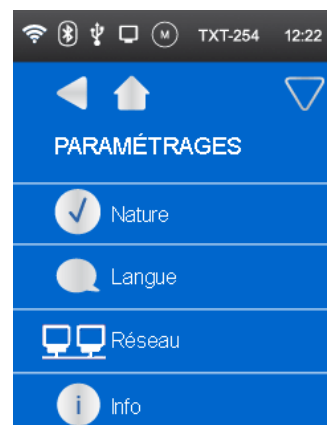 M TXT-254 12:22
PARAMÉTRAGES
Nature
Langue
Réseau
i Info